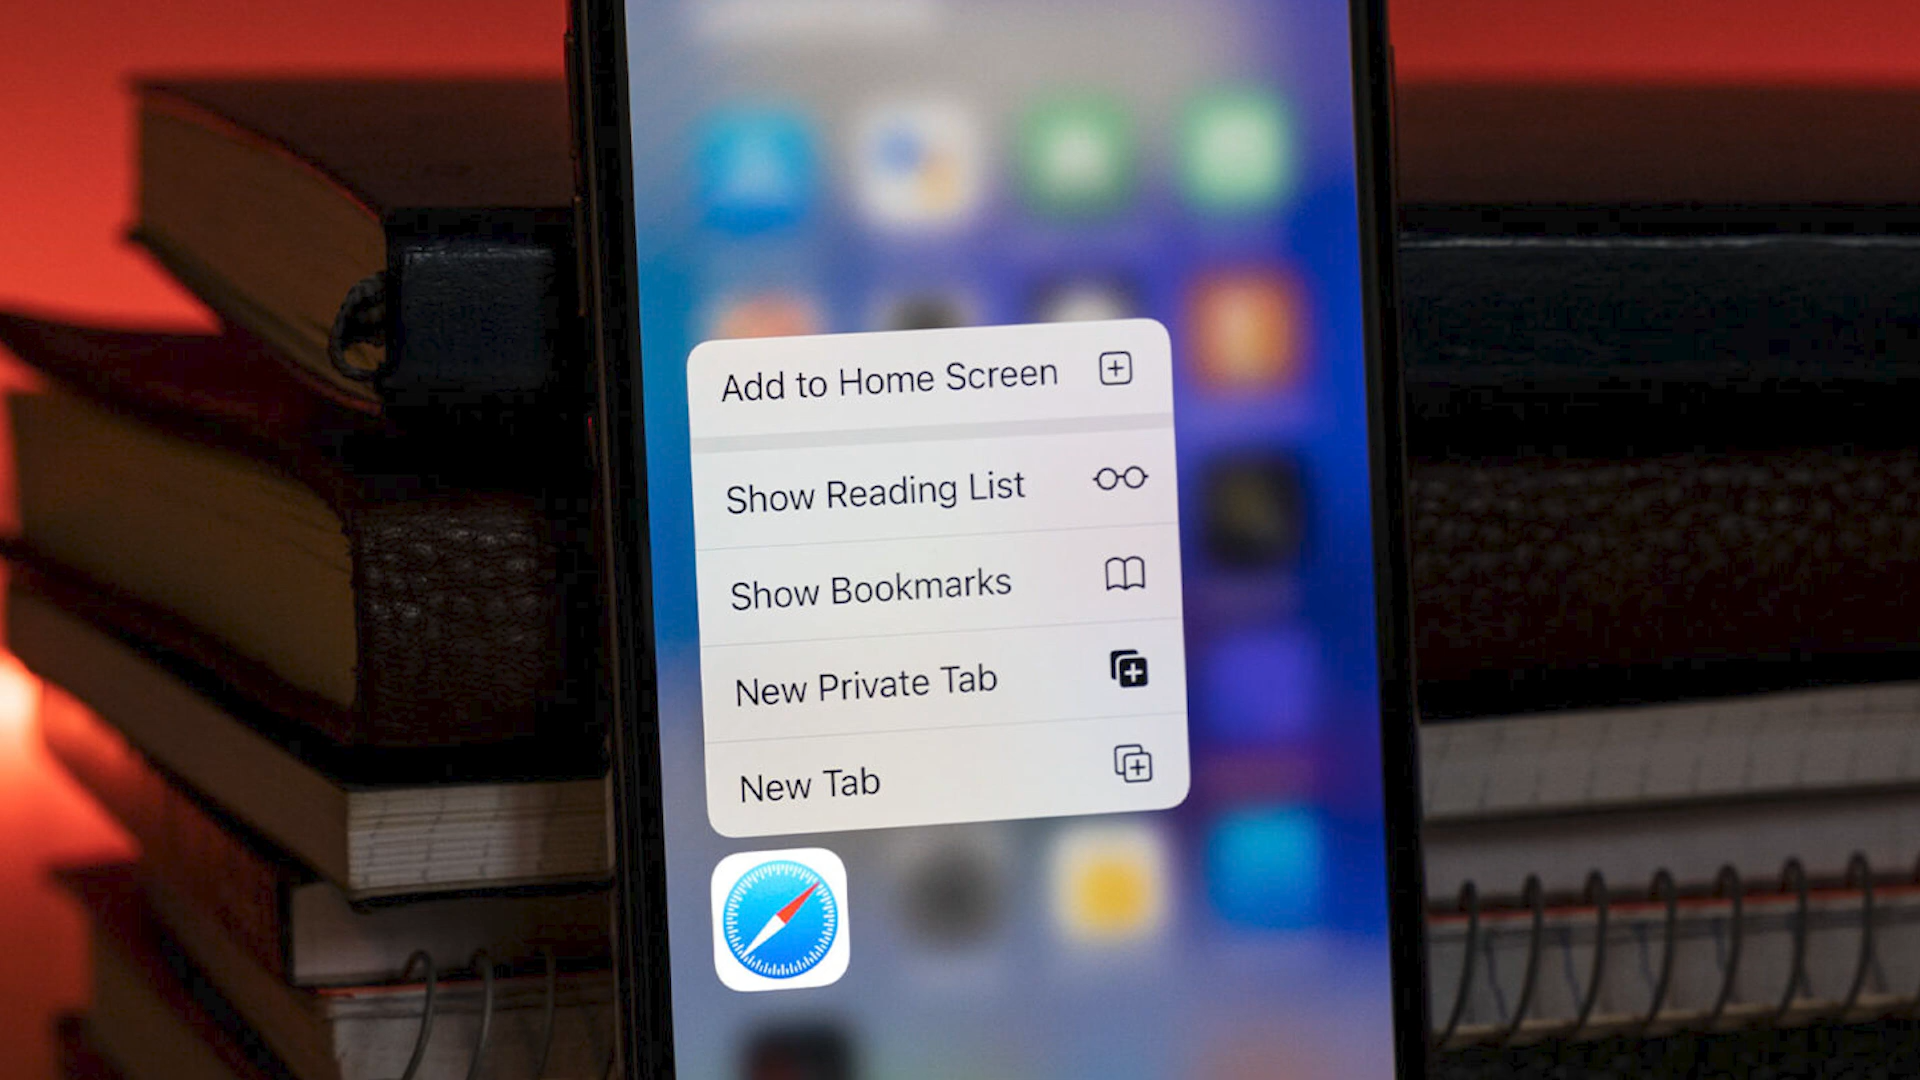 Add to Home Screen
Show Reading List
Show Bookmarks
New Private Tab
New Tab